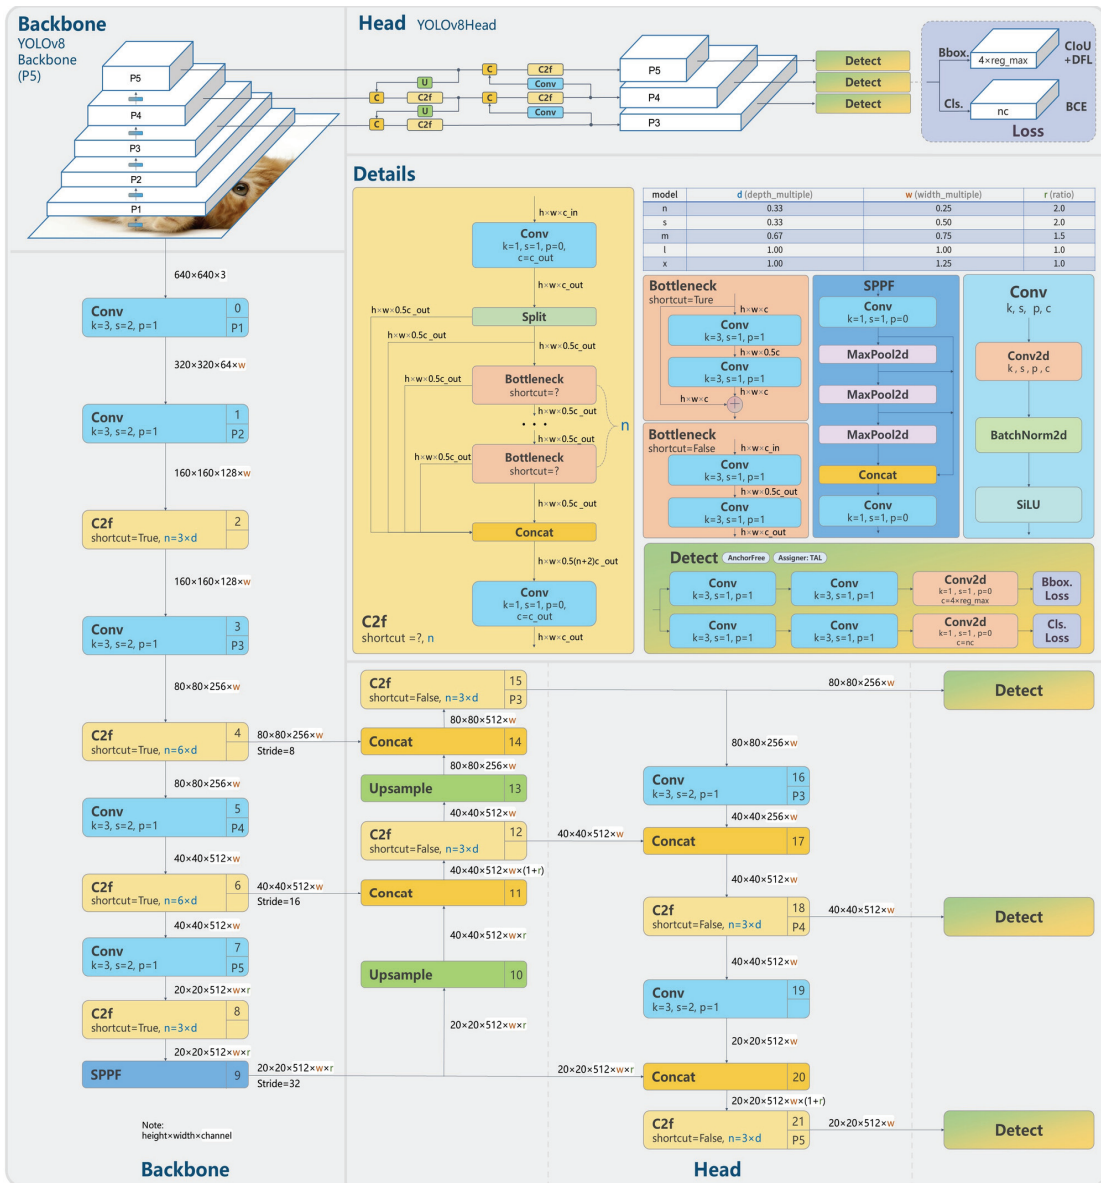 Backbone
YOLOv8
Backbone
(P5)
P5
P4
P3
P2
P1
Head YOLOv8Head
C
C2f
U
Conv
C
C2f
C
C2f
U
Conv
C
C2f
P5
P4
P3
Detect
Detect
Detect
Bbox.
4×reg_max
CIoU
+DFL
Cls.
nc
BCE
Loss
640×640×3
Conv
k=3, s=2, p=1
0
P1
320×320×64×w
Conv
k=3, s=2, p=1
1
P2
160×160×128×w
C2f
shortcut=True, n=3×d
2
160×160×128×w
Conv
k=3, s=2, p=1
3
P3
80×80×256×w
C2f
shortcut=True, n=6×d
4
80×80×256×w
Stride=8
80×80×256×w
Conv
k=3, s=2, p=1
5
P4
40×40×512×w
C2f
shortcut=True, n=6×d
6
40×40×512×w
Stride=16
40×40×512×w
Conv
k=3, s=2, p=1
7
P5
20×20×512×w×r
C2f
shortcut=True, n=3×d
8
20×20×512×w×r
SPPF
9
20×20×512×w×r
Stride=32
Note:
height×width×channel
Backbone
Details
h×w×c_in
Conv
k=1, s=1, p=0,
c=c_out
h×w×c_out
Split
h×w×0.5c_out
h×w×0.5c_out
h×w×0.5c_out
h×w×0.5c_out
Bottleneck
shortcut=?
h×w×0.5c_out
• • •
n
h×w×0.5c_out
h×w×0.5c_out
Bottleneck
shortcut=?
h×w×0.5c_out
Concat
h×w×0.5(n+2)c_out
Conv
k=1, s=1, p=0,
c=c_out
h×w×c_out
C2f
shortcut =?, n
model d (depth_multiple) w (width_multiple) r (ratio)
n 0.33 0.25 2.0
s 0.33 0.50 2.0
m 0.67 0.75 1.5
l 1.00 1.00 1.0
x 1.00 1.25 1.0
Bottleneck
shortcut=Ture
h×w×c
Conv
k=3, s=1, p=1
h×w×0.5c
Conv
k=3, s=1, p=1
h×w×c
h×w×c
+
Bottleneck
shortcut=False
h×w×c_in
Conv
k=3, s=1, p=1
h×w×0.5c_out
Conv
k=3, s=1, p=1
h×w×c_out
SPPF
Conv
k=1, s=1, p=0
MaxPool2d
MaxPool2d
MaxPool2d
Concat
Conv
k=1, s=1, p=0
Conv
k, s, p, c
Conv2d
k , s , p , c
BatchNorm2d
SiLU
Detect AnchorFree Assigner: TAL
Conv
k=3, s=1, p=1
Conv
k=3, s=1, p=1
Conv2d
k=1 , s=1 , p=0
c=4×reg_max
Bbox.
Loss
Conv
k=3, s=1, p=1
Conv
k=3, s=1, p=1
Conv2d
k=1 , s=1 , p=0
c=nc
Cls.
Loss
C2f
shortcut=False, n=3×d
15
P3
80×80×256×w
Detect
80×80×512×w
Concat
14
80×80×256×w
Upsample
13
40×40×512×w
C2f
shortcut=False, n=3×d
12
40×40×512×w
40×40×512×w×(1+r)
Concat
11
40×40×512×w×r
Upsample
10
20×20×512×w×r
80×80×256×w
Conv
k=3, s=2, p=1
16
P3
40×40×256×w
Concat
17
40×40×512×w
C2f
shortcut=False, n=3×d
18
P4
40×40×512×w
Detect
40×40×512×w
Conv
k=3, s=2, p=1
19
20×20×512×w
20×20×512×w×r
Concat
20
20×20×512×w×(1+r)
C2f
shortcut=False, n=3×d
21
P5
20×20×512×w
Detect
Head